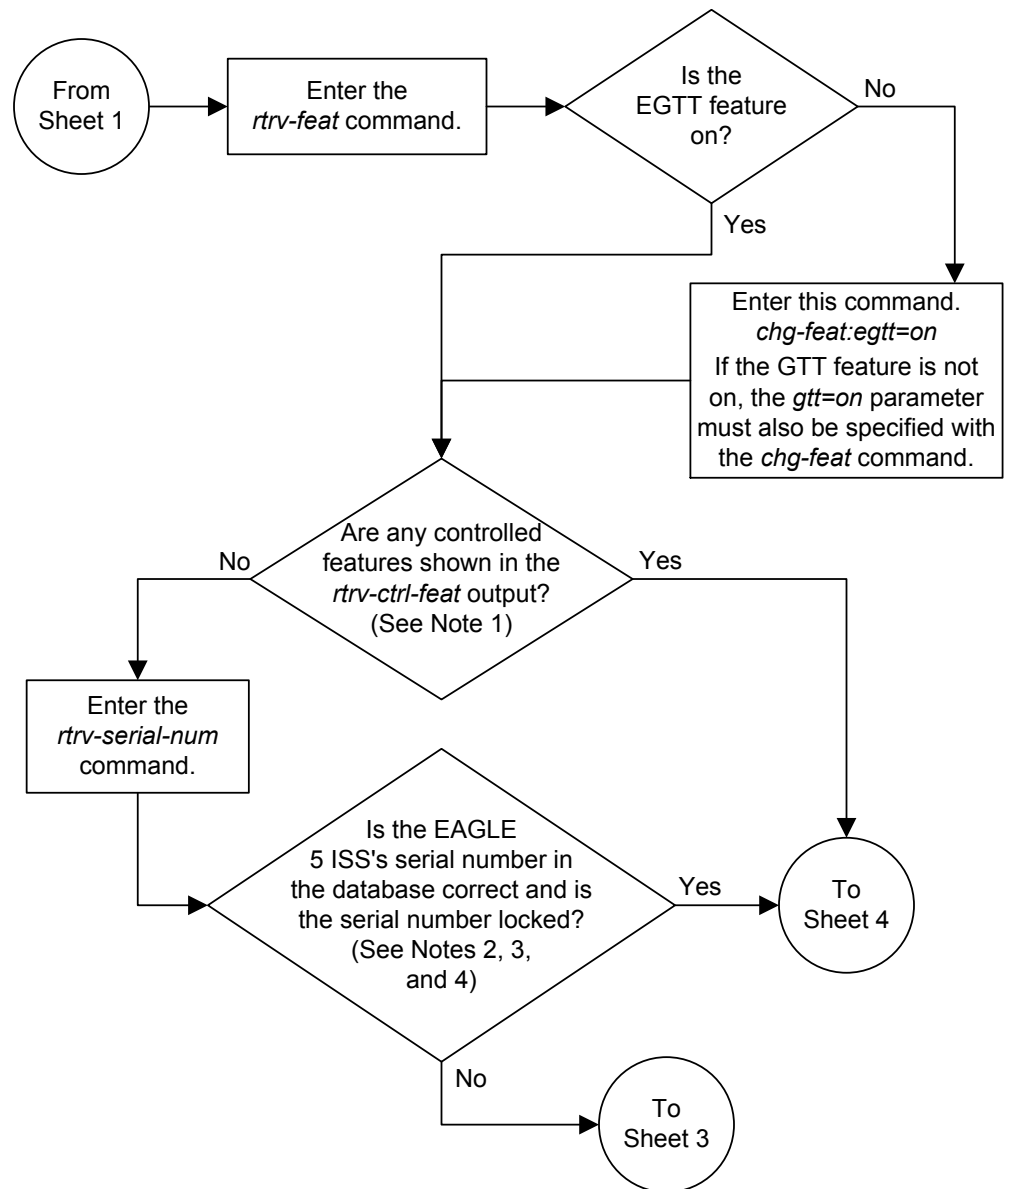 From
Sheet 1
Enter the
rtrv-feat command.
Is the
EGTT feature
on?
No
Yes
Enter this command.
chg-feat:egtt=on
If the GTT feature is not
on, the gtt=on parameter
must also be specified with
the chg-feat command.
Are any controlled
features shown in the
rtrv-ctrl-feat output?
(See Note 1)
No
Yes
Enter the
rtrv-serial-num
command.
Is the EAGLE
5 ISS's serial number in
the database correct and is
the serial number locked?
(See Notes 2, 3,
and 4)
Yes
To
Sheet 4
No
To
Sheet 3